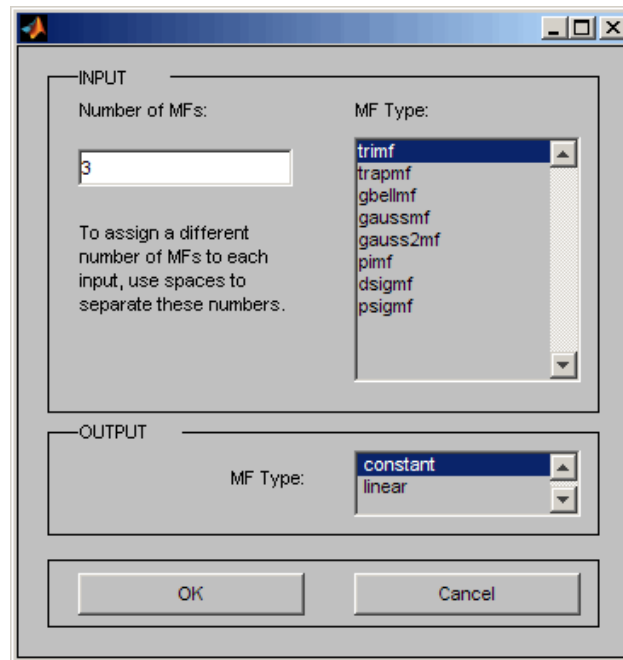 INPUT
Number of MFs:
3
To assign a different
number of MFs to each
input, use spaces to
separate these numbers.
MF Type:
trimf
trapmf
gbellmf
gaussmf
gauss2mf
pimf
dsigmf
psigmf
OUTPUT
MF Type:
constant
linear
OK
Cancel